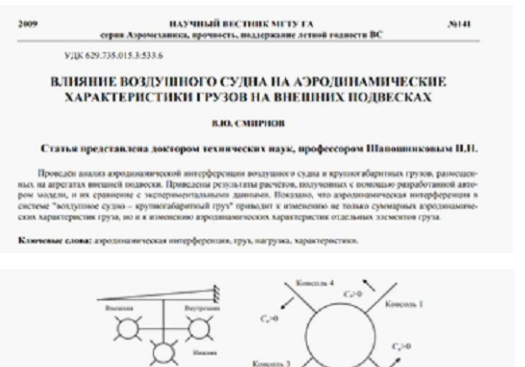 2009 НАУЧНЫЙ ВЕСТНИК МГТУ ГА №141
серия Аэромеханика, прочность, поддержание летной годности ВС
УДК 629.735.015.3:533.6
ВЛИЯНИЕ ВОЗДУШНОГО СУДНА НА АЭРОДИНАМИЧЕСКИЕ
ХАРАКТЕРИСТИКИ ГРУЗОВ НА ВНЕШНИХ ПОДВЕСКАХ
В.Ю. СМИРНОВ
Статья представлена доктором технических наук, профессором Шапошниковым Н.Н.
Проведён анализ аэродинамической интерференции воздушного судна и крупногабаритных грузов, размещен-
ных на агрегатах внешней подвески. Приведены результаты расчётов, полученных с помощью разработанной авто-
ром модели, и их сравнение с экспериментальными данными. Показано, что аэродинамическая интерференция в
системе "воздушное судно – крупногабаритный груз" приводит к изменению не только суммарных аэродинамиче-
ских характеристик груза, но и к изменению аэродинамических характеристик отдельных элементов груза.
Ключевые слова: аэродинамическая интерференция, груз, нагрузка, характеристики.
Внешняя Внутренняя
Нижняя
Консоль 4
Консоль 1
Консоль 3